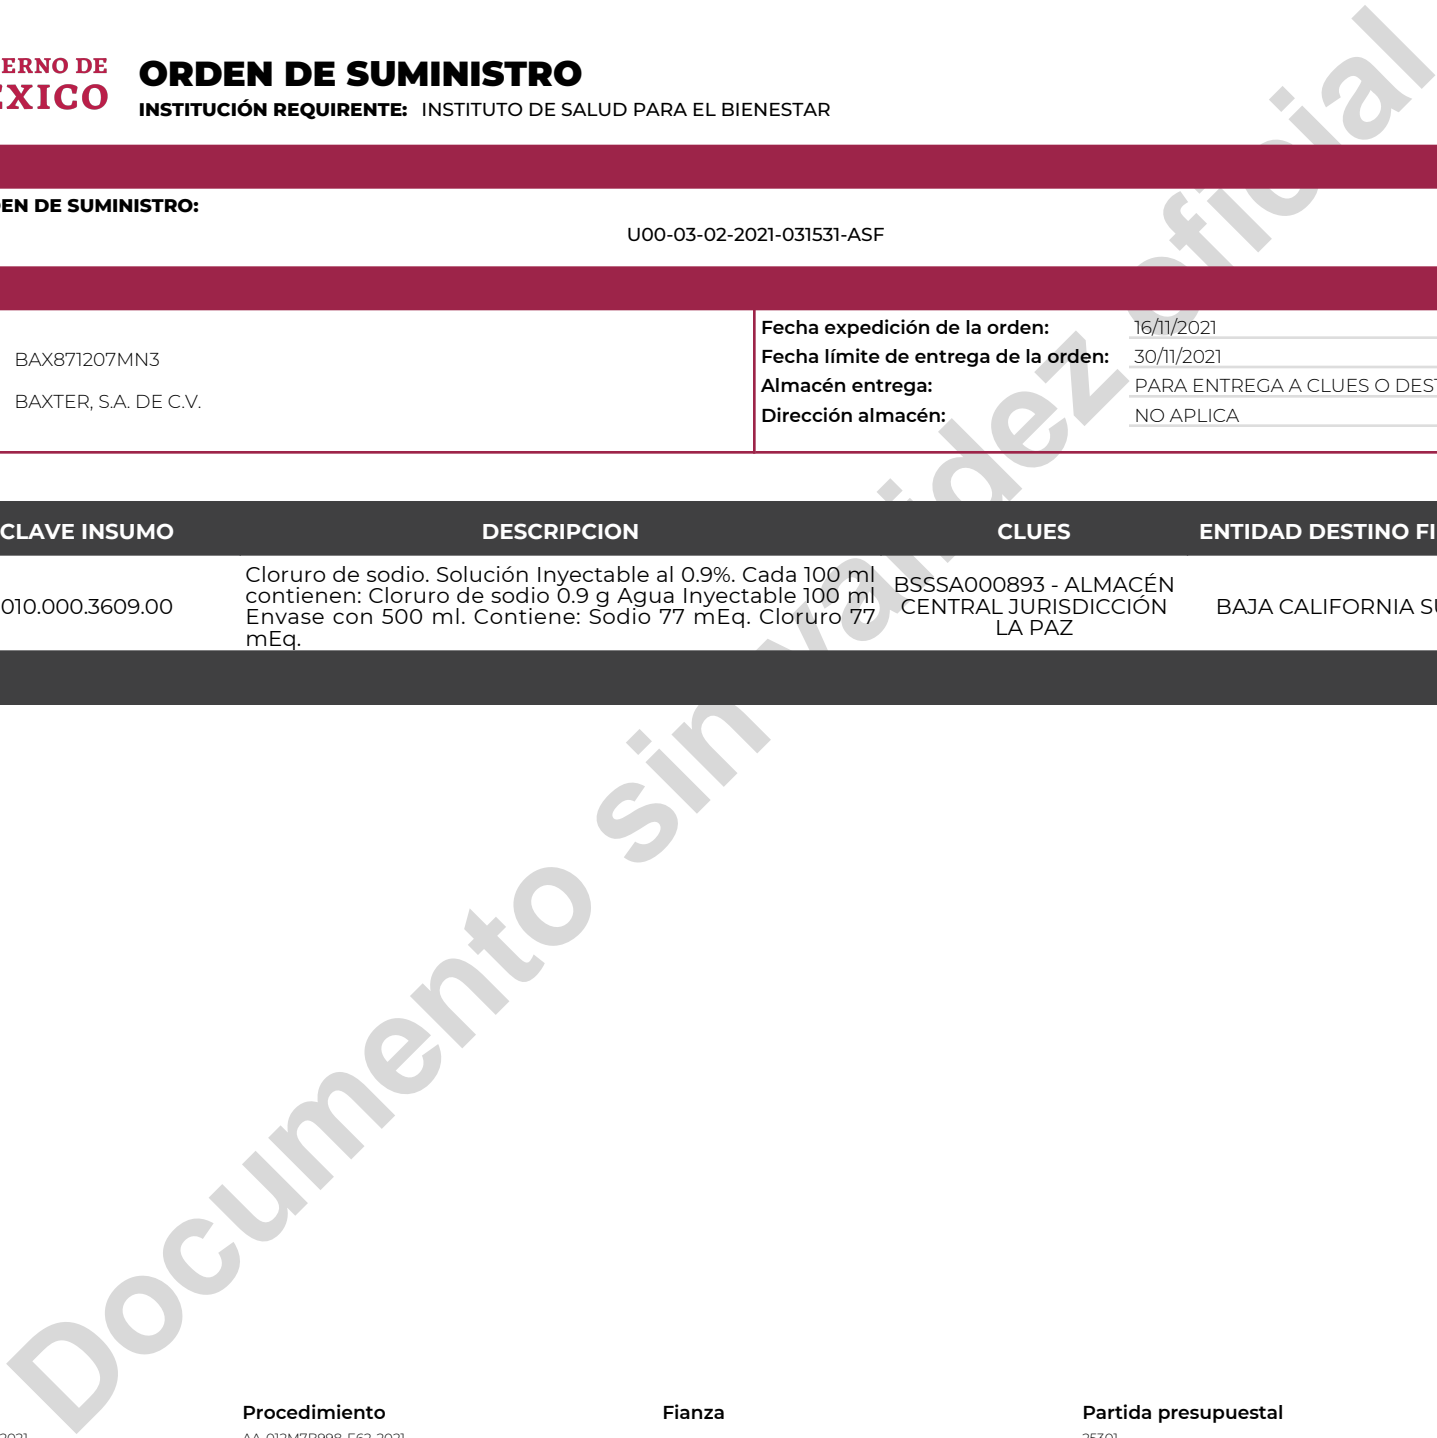 ERNO DE
ORDEN DE SUMINISTRO
INSTITUCIÓN REQUIRENTE: INSTITUTO DE SALUD PARA EL BIENESTAR
EXICO
EN DE SUMINISTRO:
U00-03-02-2021-031531-ASF
BAX871207MN3
BAXTER, S.A. DE C.V.
Fecha expedición de la orden: 16/11/2021
Fecha límite de entrega de la orden: 30/11/2021
Almacén entrega: PARA ENTREGA A CLUES O DEST
Dirección almacén: NO APLICA
CLAVE INSUMO DESCRIPCION CLUES ENTIDAD DESTINO FI
010.000.3609.00
Cloruro de sodio. Solución Inyectable al 0.9%. Cada 100 ml
contienen: Cloruro de sodio 0.9 g Agua Inyectable 100 ml
Envase con 500 ml. Contiene: Sodio 77 mEq. Cloruro 77
mEq.
BSSSA000893 - ALMACÉN
CENTRAL JURISDICCIÓN
LA PAZ
BAJA CALIFORNIA SU
Documento sin validez oficial
Procedimiento Fianza Partida presupuestal